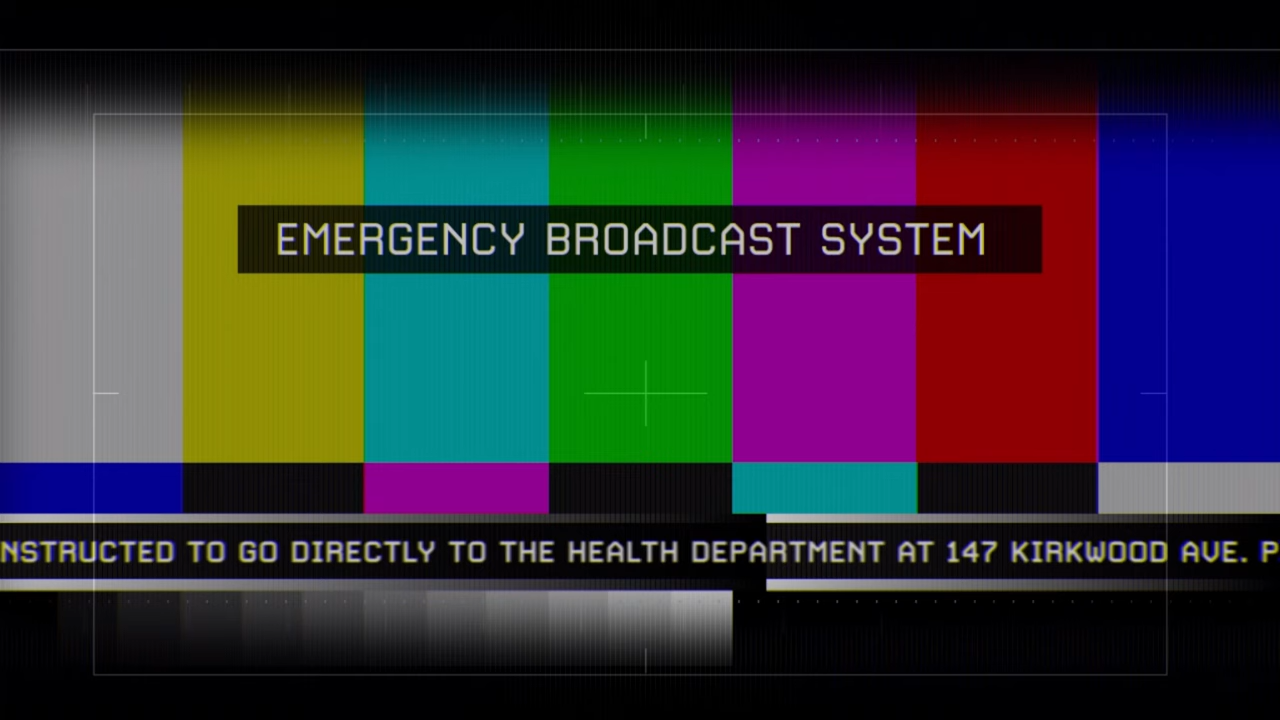 EMERGENCY BROADCAST SYSTEM
NSTRUCTED TO GO DIRECTLY TO THE HEALTH DEPARTMENT AT 147 KIRKWOOD AVE. P